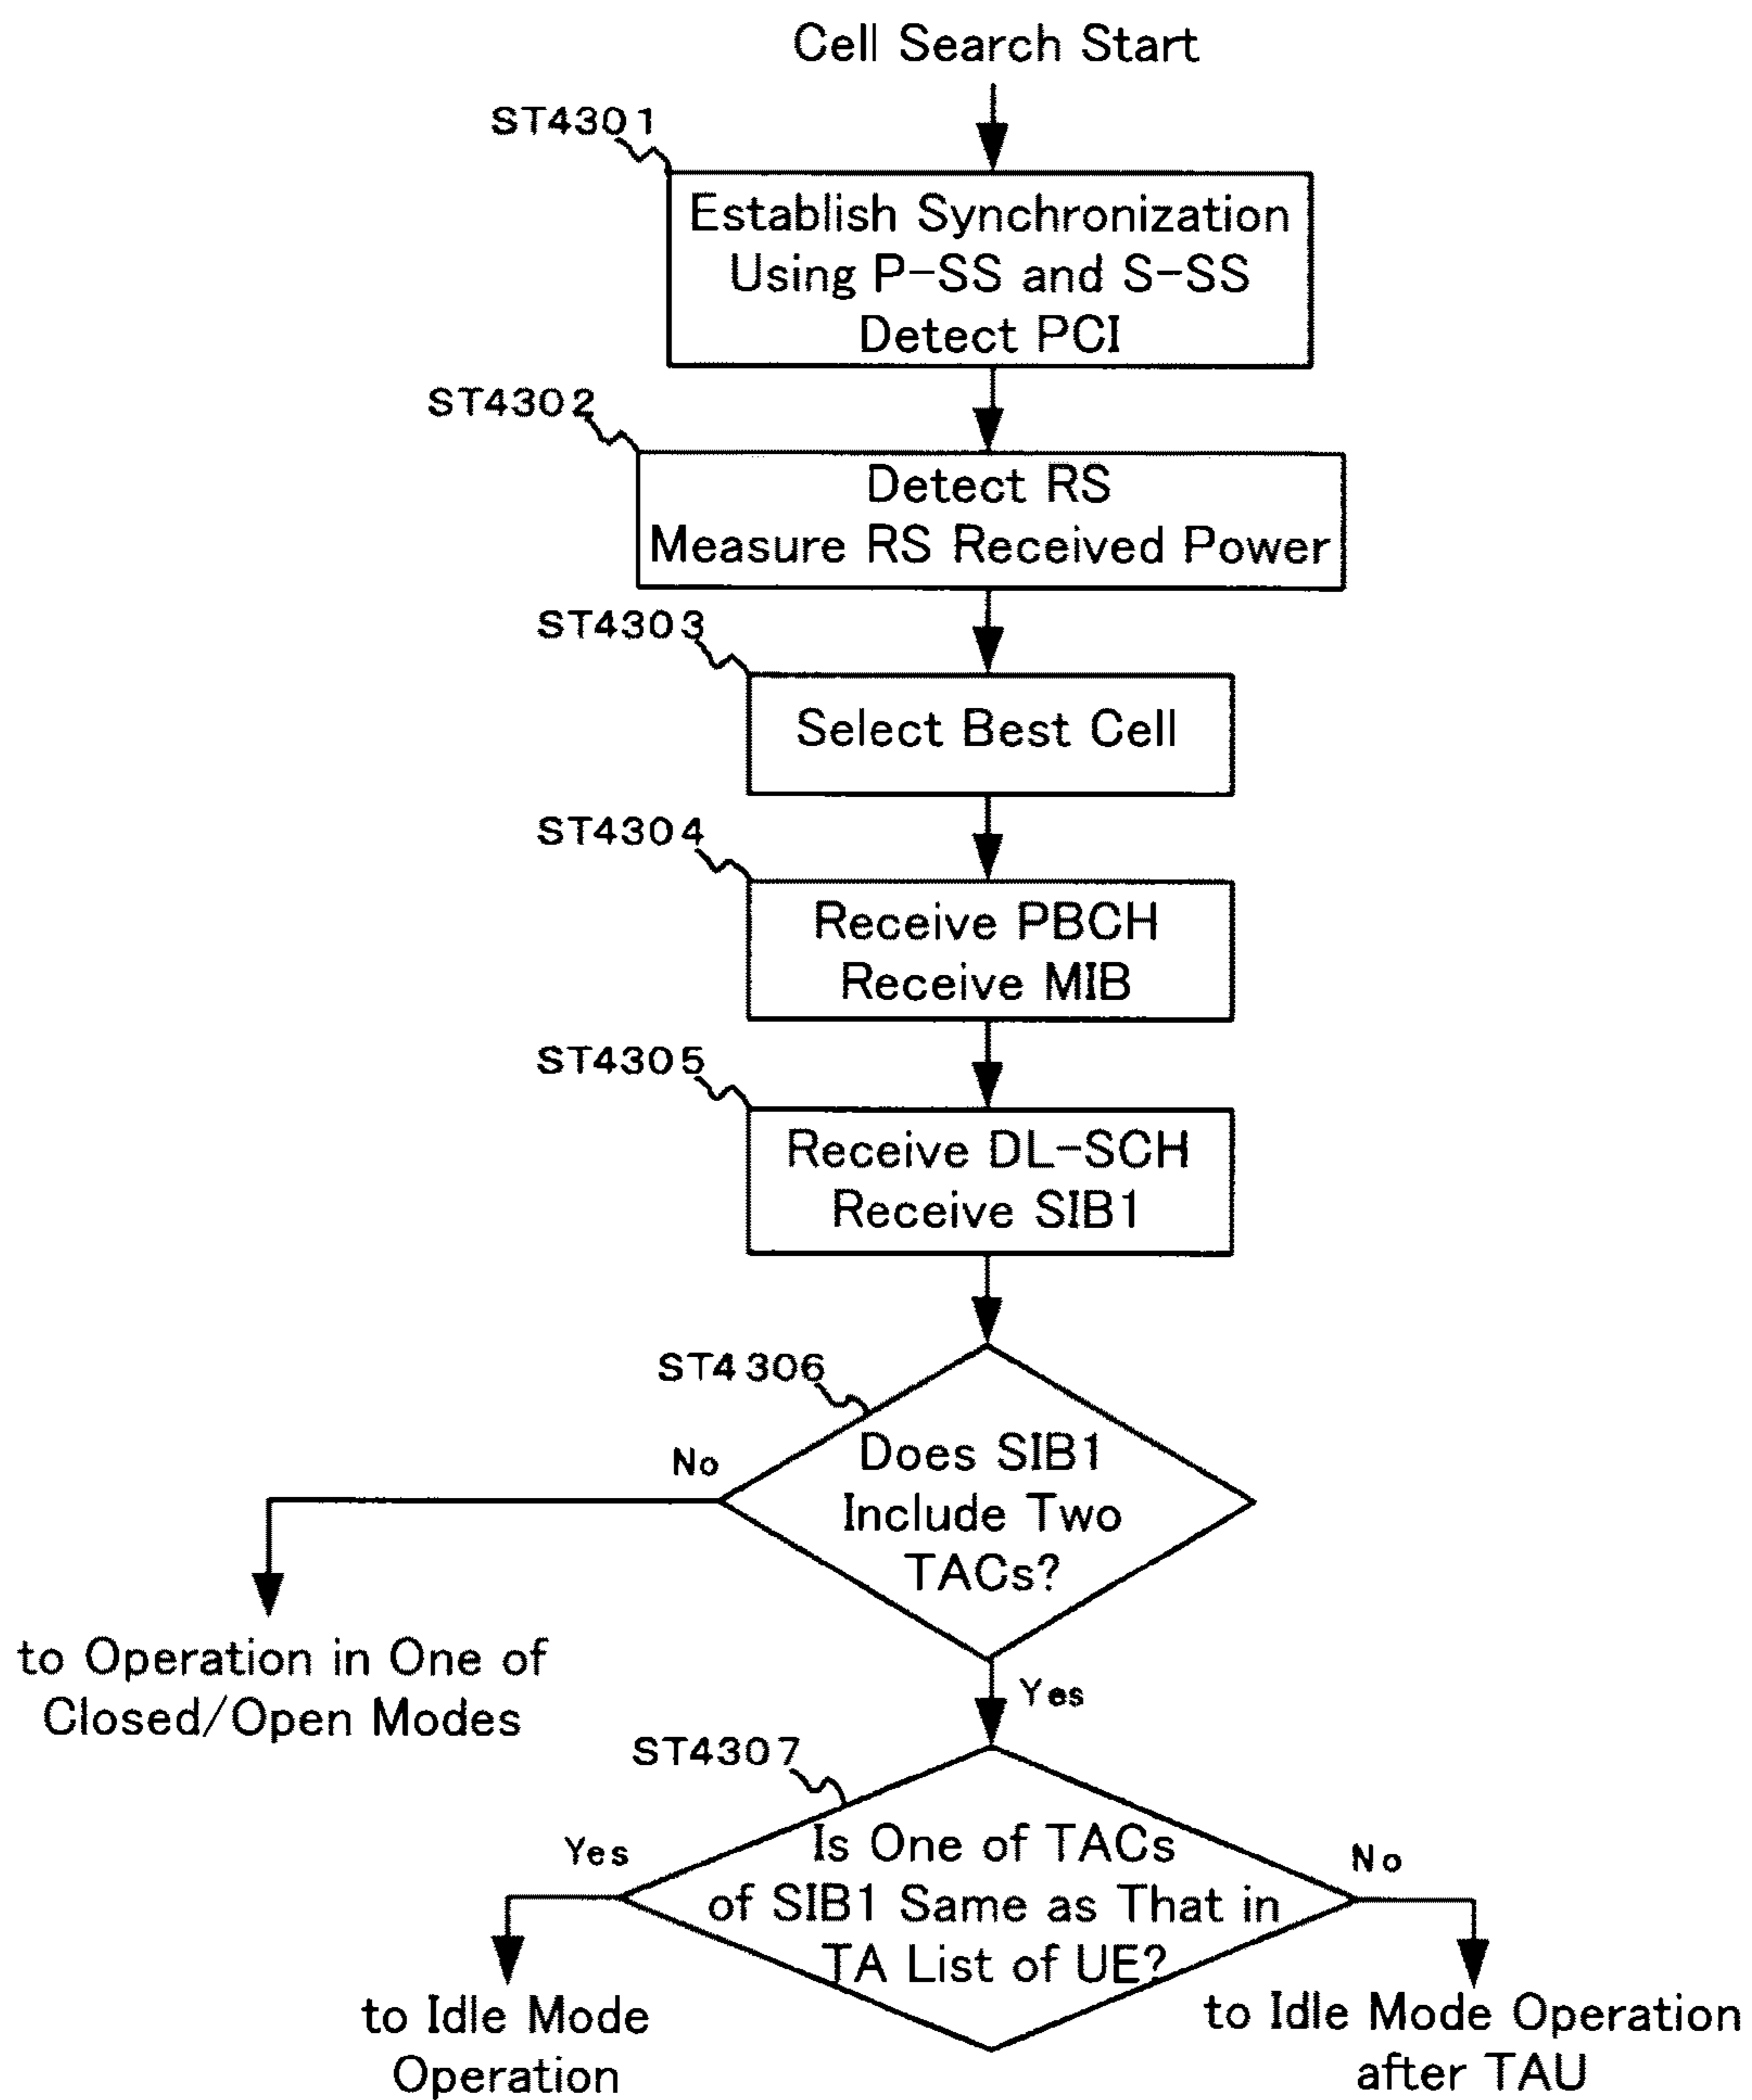 Cell Search Start
ST4301
Establish Synchronization
Using P-SS and S-SS
Detect PCI
ST4302
Detect RS
Measure RS Received Power
ST4303
Select Best Cell
ST4304
Receive PBCH
Receive MIB
ST4305
Receive DL-SCH
Receive SIB1
ST4306
Does SIB1
Include Two
TACs?
No
to Operation in One of
Closed/Open Modes
Yes
ST4307
Is One of TACs
of SIB1 Same as That in
TA List of UE?
Yes
to Idle Mode
Operation
No
to Idle Mode Operation
after TAU